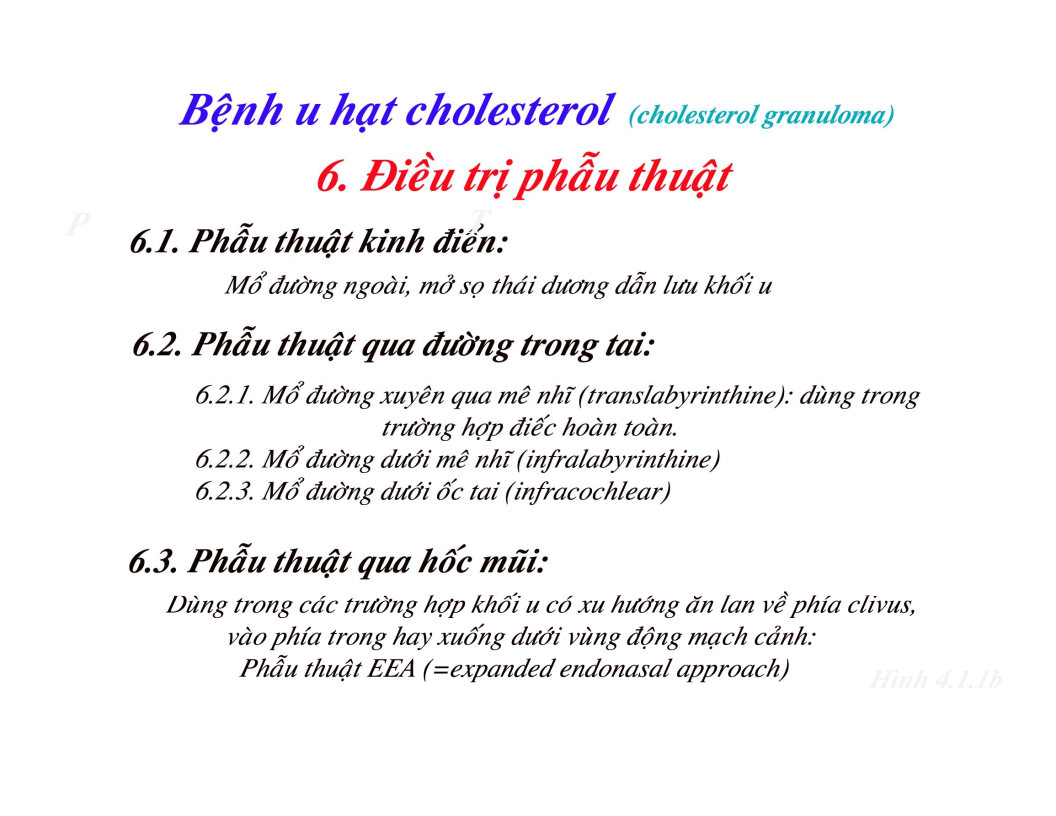 Bệnh u hạt cholesterol (cholesterol granuloma)
6. Điều trị phẫu thuật
P T
6.1. Phẫu thuật kinh điển:
Mổ đường ngoài, mở sọ thái dương dẫn lưu khối u
6.2. Phẫu thuật qua đường trong tai:
6.2.1. Mổ đường xuyên qua mê nhĩ (translabyrinthine): dùng trong
trường hợp điếc hoàn toàn.
6.2.2. Mổ đường dưới mê nhĩ (infralabyrinthine)
6.2.3. Mổ đường dưới ốc tai (infracochlear)
6.3. Phẫu thuật qua hốc mũi:
Dùng trong các trường hợp khối u có xu hướng ăn lan về phía clivus,
vào phía trong hay xuống dưới vùng động mạch cảnh:
Phẫu thuật EEA (=expanded endonasal approach)
Hình 4.1.1b